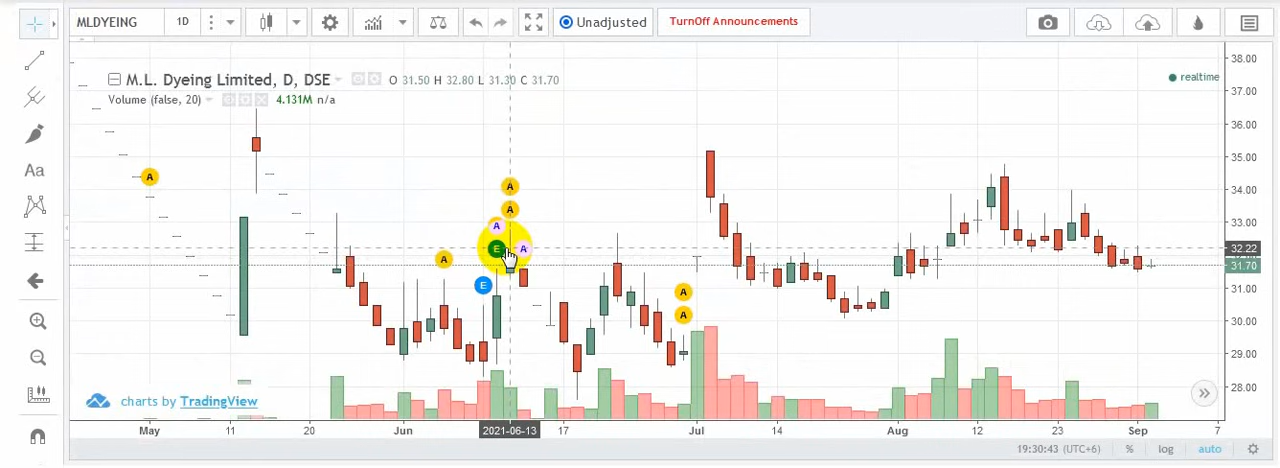 MLDYEING 1D Unadjusted TurnOff Announcements
M.L. Dyeing Limited, D, DSE O 31.50 H 32.80 L 31.30 C 31.70
realtime
Volume (false, 20) 4.131M n/a
Aa
A
A
A
A
E
A
A
E
A
A
38.00
37.00
36.00
35.00
34.00
33.00
32.22
31.70
31.00
30.00
29.00
28.00
charts by TradingView
May 11 20 Jun 2021-06-13 17 Jul 14 Aug 12 23 Sep 7
19:30:43 (UTC+6) % log auto